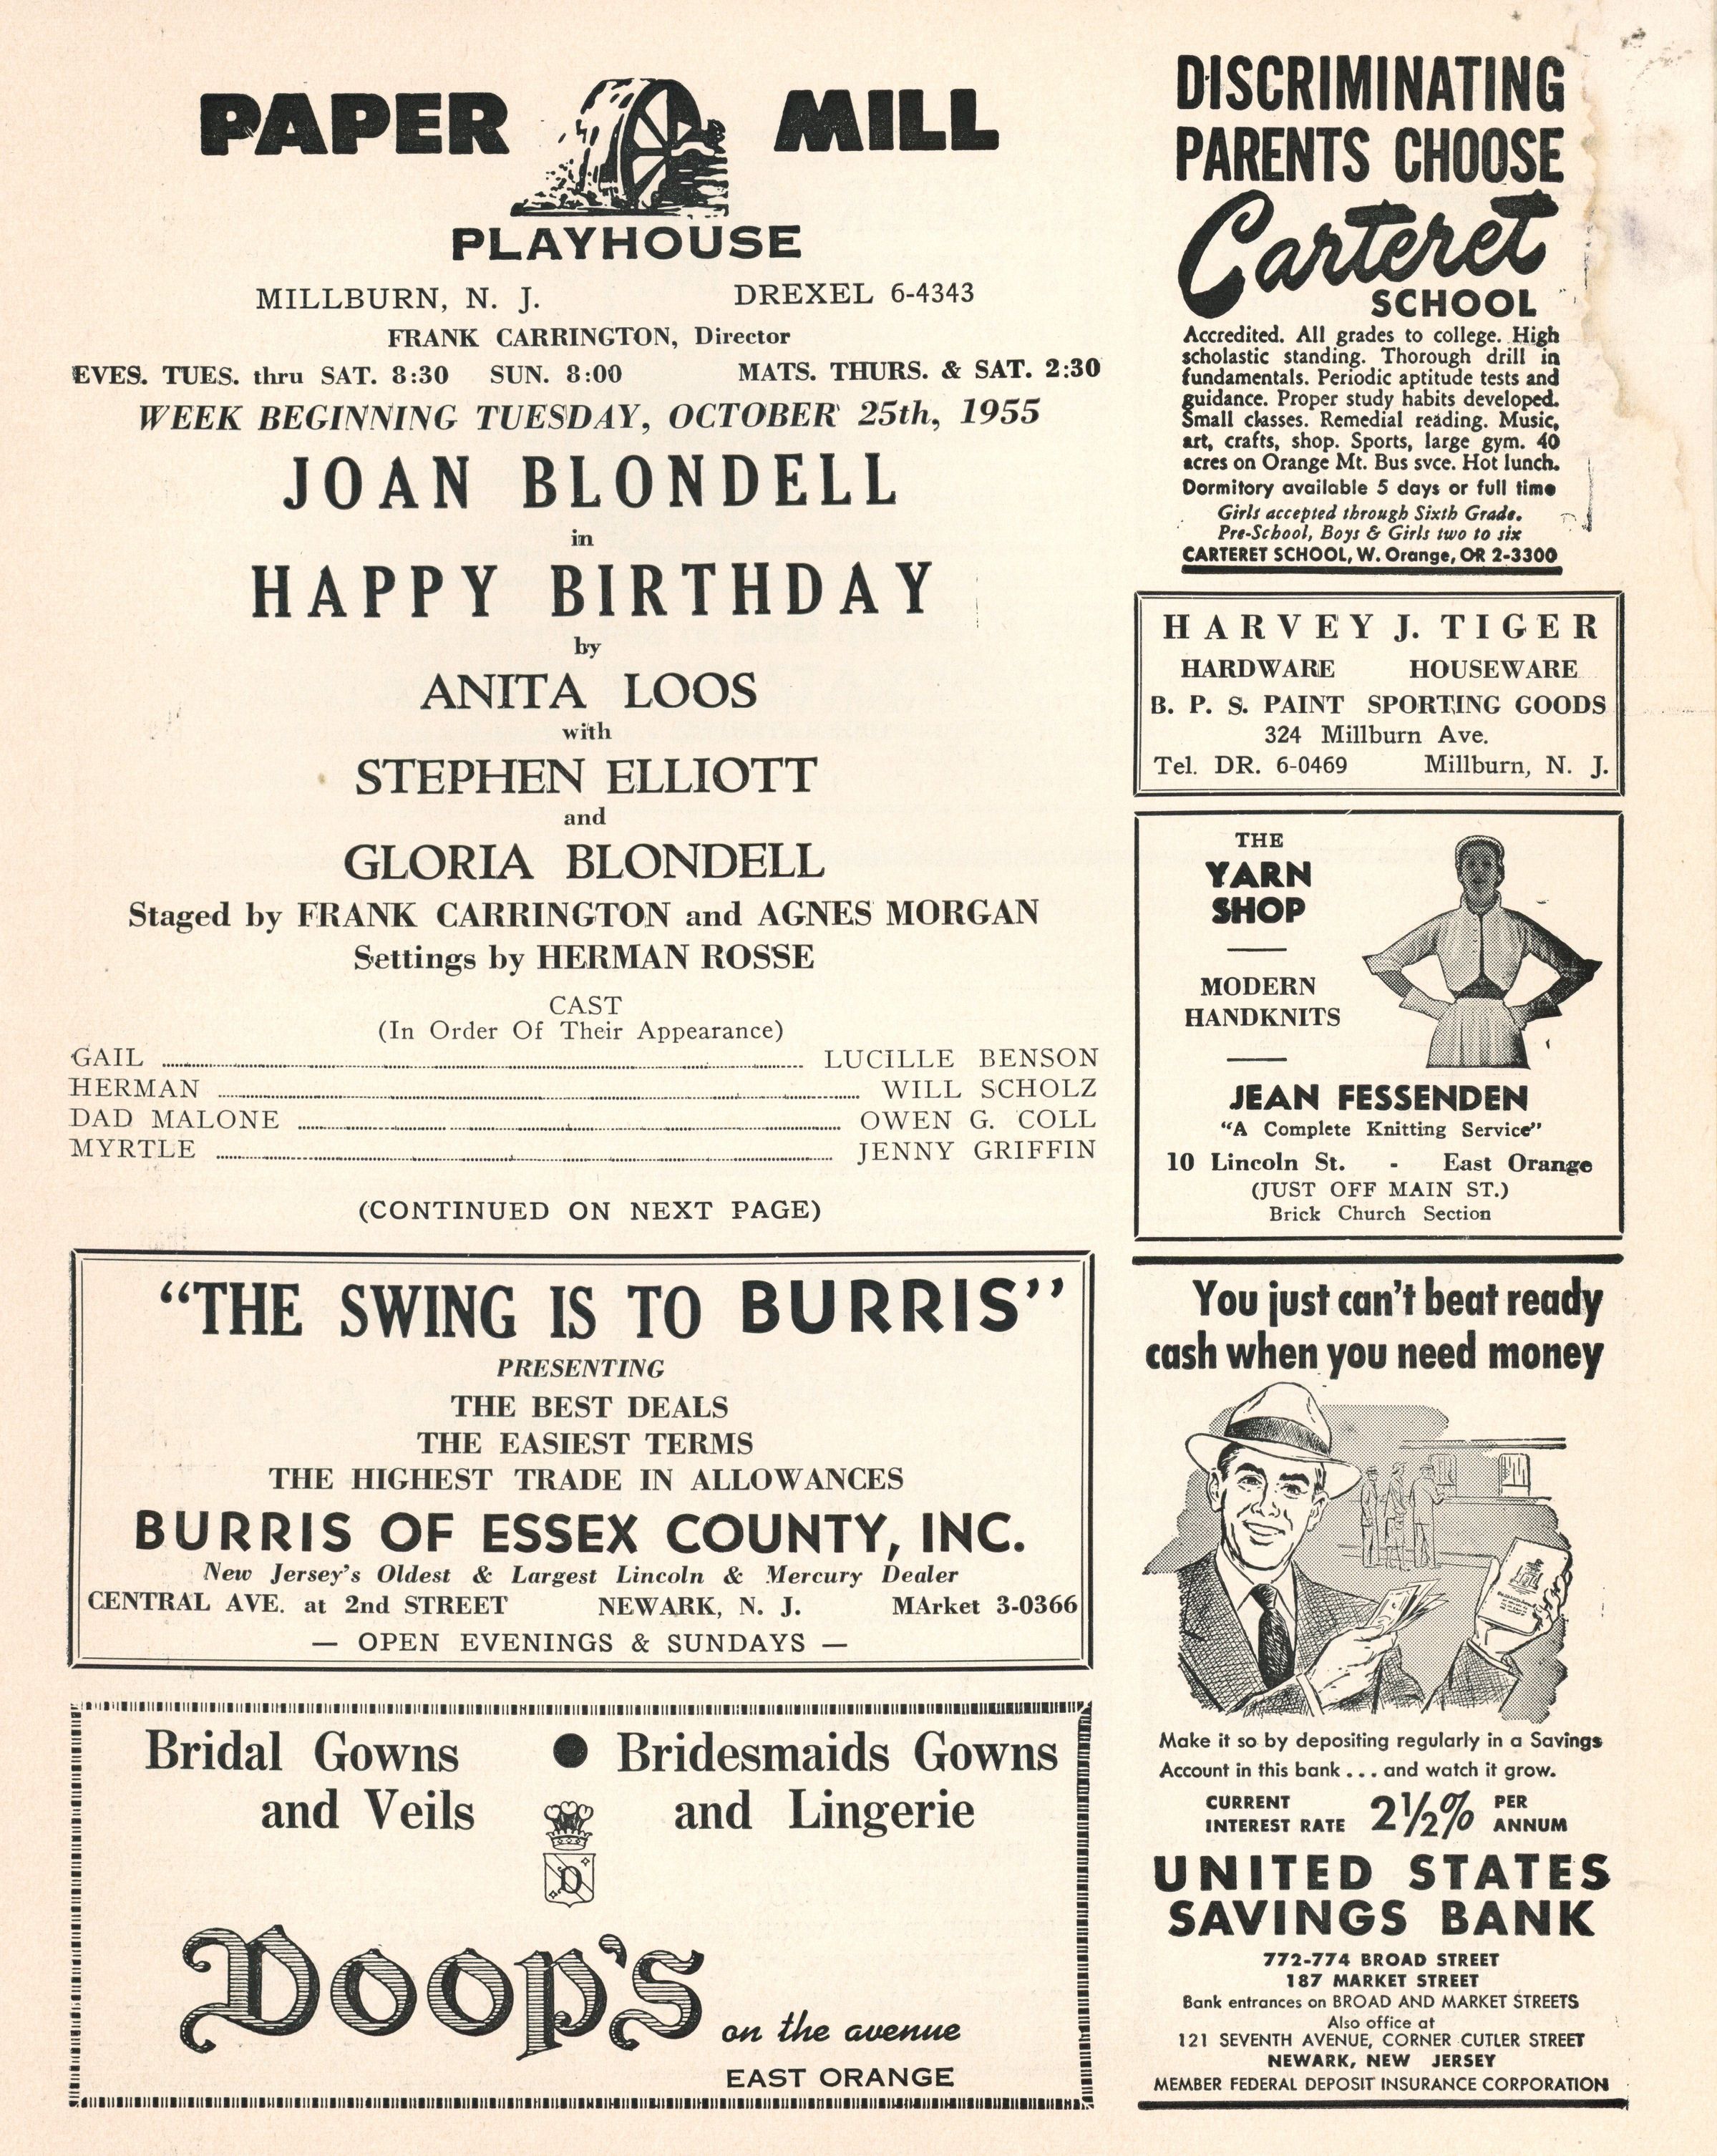 PAPER MILL
PLAYHOUSE
MILLBURN, N. J. DREXEL 6-4343
FRANK CARRINGTON, Director
EVES. TUES. thru SAT. 8:30 SUN. 8:00 MATS. THURS. & SAT. 2:30
WEEK BEGINNING TUESDAY, OCTOBER 25th, 1955
JOAN BLONDELL
in
HAPPY BIRTHDAY
by
ANITA LOOS
with
STEPHEN ELLIOTT
and
GLORIA BLONDELL
Staged by FRANK CARRINGTON and AGNES MORGAN
Settings by HERMAN ROSSE
CAST
(In Order Of Their Appearance)
GAIL ........ LUCILLE BENSON
HERMAN ........ WILL SCHOLZ
DAD MALONE ........ OWEN G. COLL
MYRTLE ........ JENNY GRIFFIN
(CONTINUED ON NEXT PAGE)
"THE SWING IS TO BURRIS"
PRESENTING
THE BEST DEALS
THE EASIEST TERMS
THE HIGHEST TRADE IN ALLOWANCES
BURRIS OF ESSEX COUNTY, INC.
New Jersey's Oldest & Largest Lincoln & Mercury Dealer
CENTRAL AVE. at 2nd STREET NEWARK, N. J. MArket 3-0366
— OPEN EVENINGS & SUNDAYS —
Bridal Gowns ● Bridesmaids Gowns
and Veils and Lingerie
D
Doop's on the avenue
EAST ORANGE
DISCRIMINATING
PARENTS CHOOSE
Carteret
SCHOOL
Accredited. All grades to college. High
scholastic standing. Thorough drill in
fundamentals. Periodic aptitude tests and
guidance. Proper study habits developed.
Small classes. Remedial reading. Music,
art, crafts, shop. Sports, large gym. 40
acres on Orange Mt. Bus svce. Hot lunch.
Dormitory available 5 days or full time
Girls accepted through Sixth Grade.
Pre-School, Boys & Girls two to six
CARTERET SCHOOL, W. Orange, OR 2-3300
HARVEY J. TIGER
HARDWARE HOUSEWARE
B. P. S. PAINT SPORTING GOODS
324 Millburn Ave.
Tel. DR. 6-0469 Millburn, N. J.
THE
YARN
SHOP
MODERN
HANDKNITS
JEAN FESSENDEN
"A Complete Knitting Service"
10 Lincoln St. - East Orange
(JUST OFF MAIN ST.)
Brick Church Section
You just can't beat ready
cash when you need money
Make it so by depositing regularly in a Savings
Account in this bank . . . and watch it grow.
CURRENT INTEREST RATE 2½% PER ANNUM
UNITED STATES
SAVINGS BANK
772-774 BROAD STREET
187 MARKET STREET
Bank entrances on BROAD AND MARKET STREETS
Also office at
121 SEVENTH AVENUE, CORNER CUTLER STREET
NEWARK, NEW JERSEY
MEMBER FEDERAL DEPOSIT INSURANCE CORPORATION